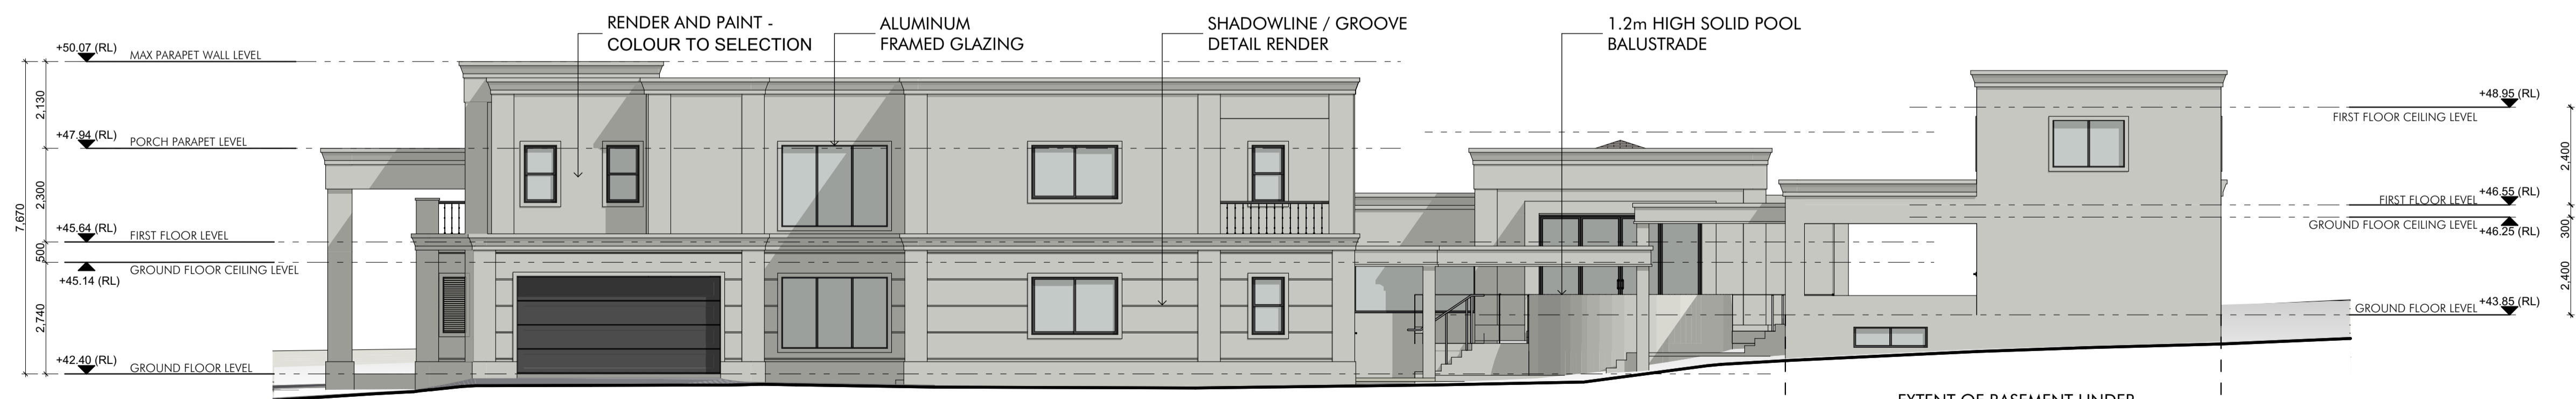 RENDER AND PAINT -
COLOUR TO SELECTION
ALUMINUM
FRAMED GLAZING
SHADOWLINE / GROOVE
DETAIL RENDER
1.2m HIGH SOLID POOL
BALUSTRADE
+50.07 (RL)
MAX PARAPET WALL LEVEL
2,130
+47.94 (RL)
PORCH PARAPET LEVEL
2,300
7,670
+45.64 (RL)
FIRST FLOOR LEVEL
500
GROUND FLOOR CEILING LEVEL
+45.14 (RL)
2,740
+42.40 (RL)
GROUND FLOOR LEVEL
+48.95 (RL)
FIRST FLOOR CEILING LEVEL
2,400
+46.55 (RL)
FIRST FLOOR LEVEL
300
GROUND FLOOR CEILING LEVEL
+46.25 (RL)
2,400
+43.85 (RL)
GROUND FLOOR LEVEL
EXTENT OF BASEMENT UNDER